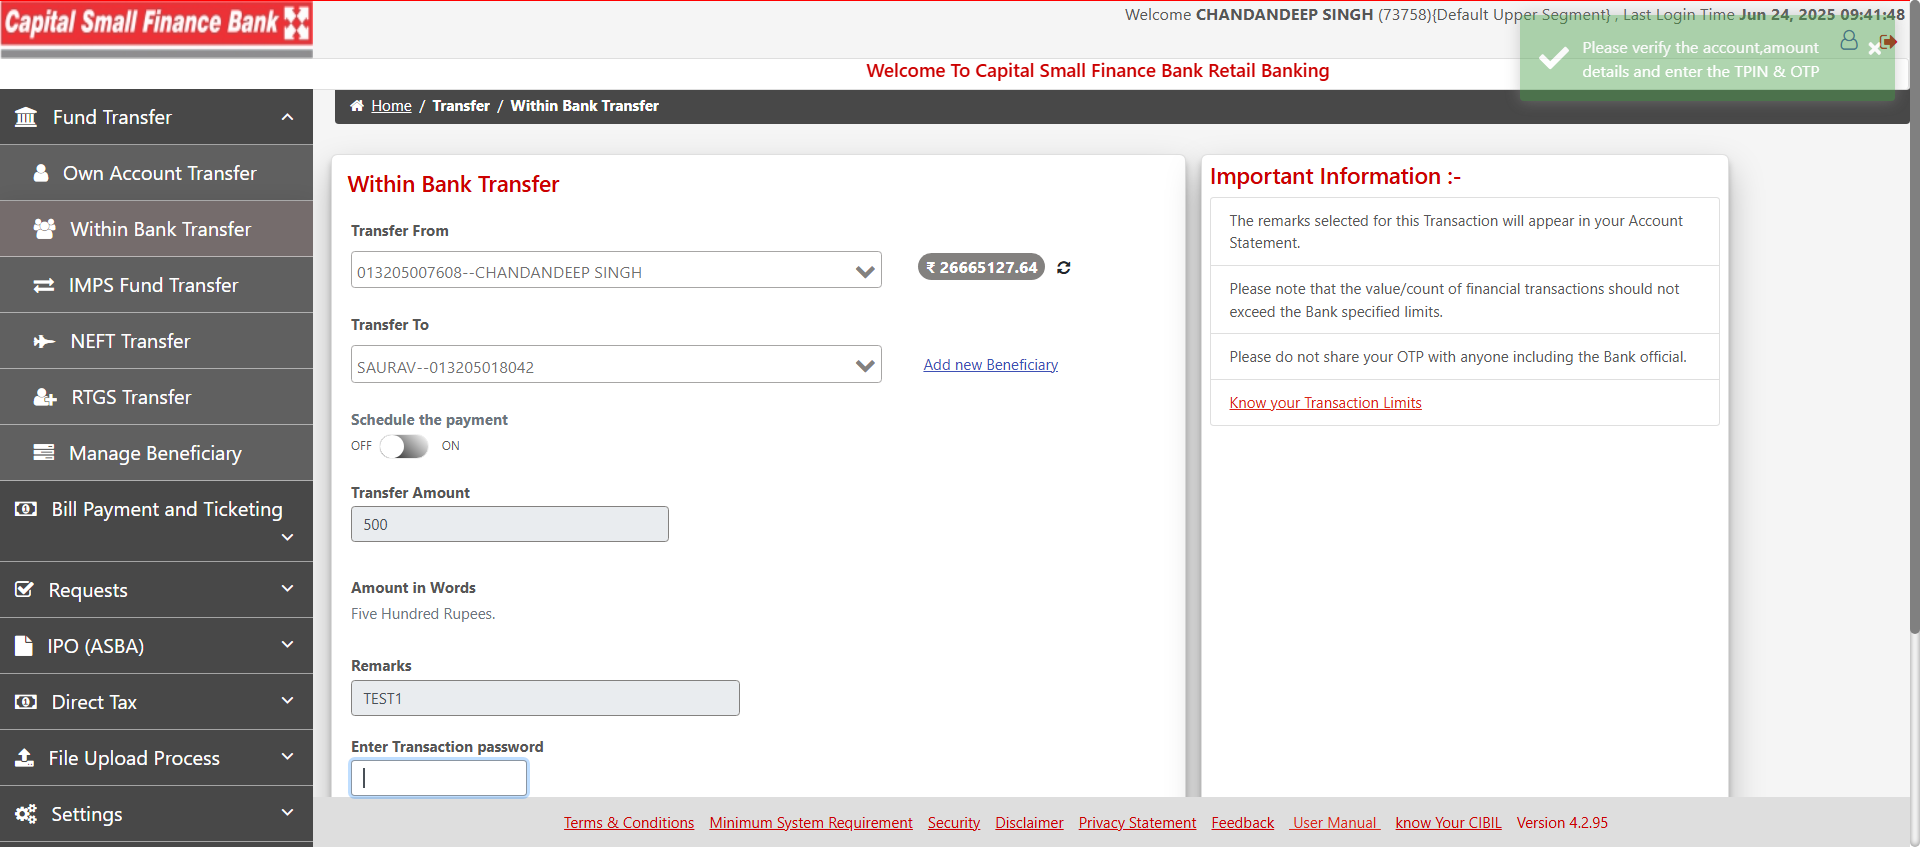 Capital Small Finance Bank
Welcome CHANDANDEEP SINGH (73758){Default Upper Segment} , Last Login Time Jun 24, 2025 09:41:48
Please verify the account,amount
details and enter the TPIN & OTP
Welcome To Capital Small Finance Bank Retail Banking
Home / Transfer / Within Bank Transfer
Fund Transfer
Own Account Transfer
Within Bank Transfer
IMPS Fund Transfer
NEFT Transfer
RTGS Transfer
Manage Beneficiary
Bill Payment and Ticketing
Requests
IPO (ASBA)
Direct Tax
File Upload Process
Settings
Within Bank Transfer
Transfer From
013205007608--CHANDANDEEP SINGH
₹ 26665127.64
Transfer To
SAURAV--013205018042
Add new Beneficiary
Schedule the payment
OFF ON
Transfer Amount
500
Amount in Words
Five Hundred Rupees.
Remarks
TEST1
Enter Transaction password
Important Information :-
The remarks selected for this Transaction will appear in your Account
Statement.
Please note that the value/count of financial transactions should not
exceed the Bank specified limits.
Please do not share your OTP with anyone including the Bank official.
Know your Transaction Limits
Terms & Conditions Minimum System Requirement Security Disclaimer Privacy Statement Feedback User Manual know Your CIBIL Version 4.2.95